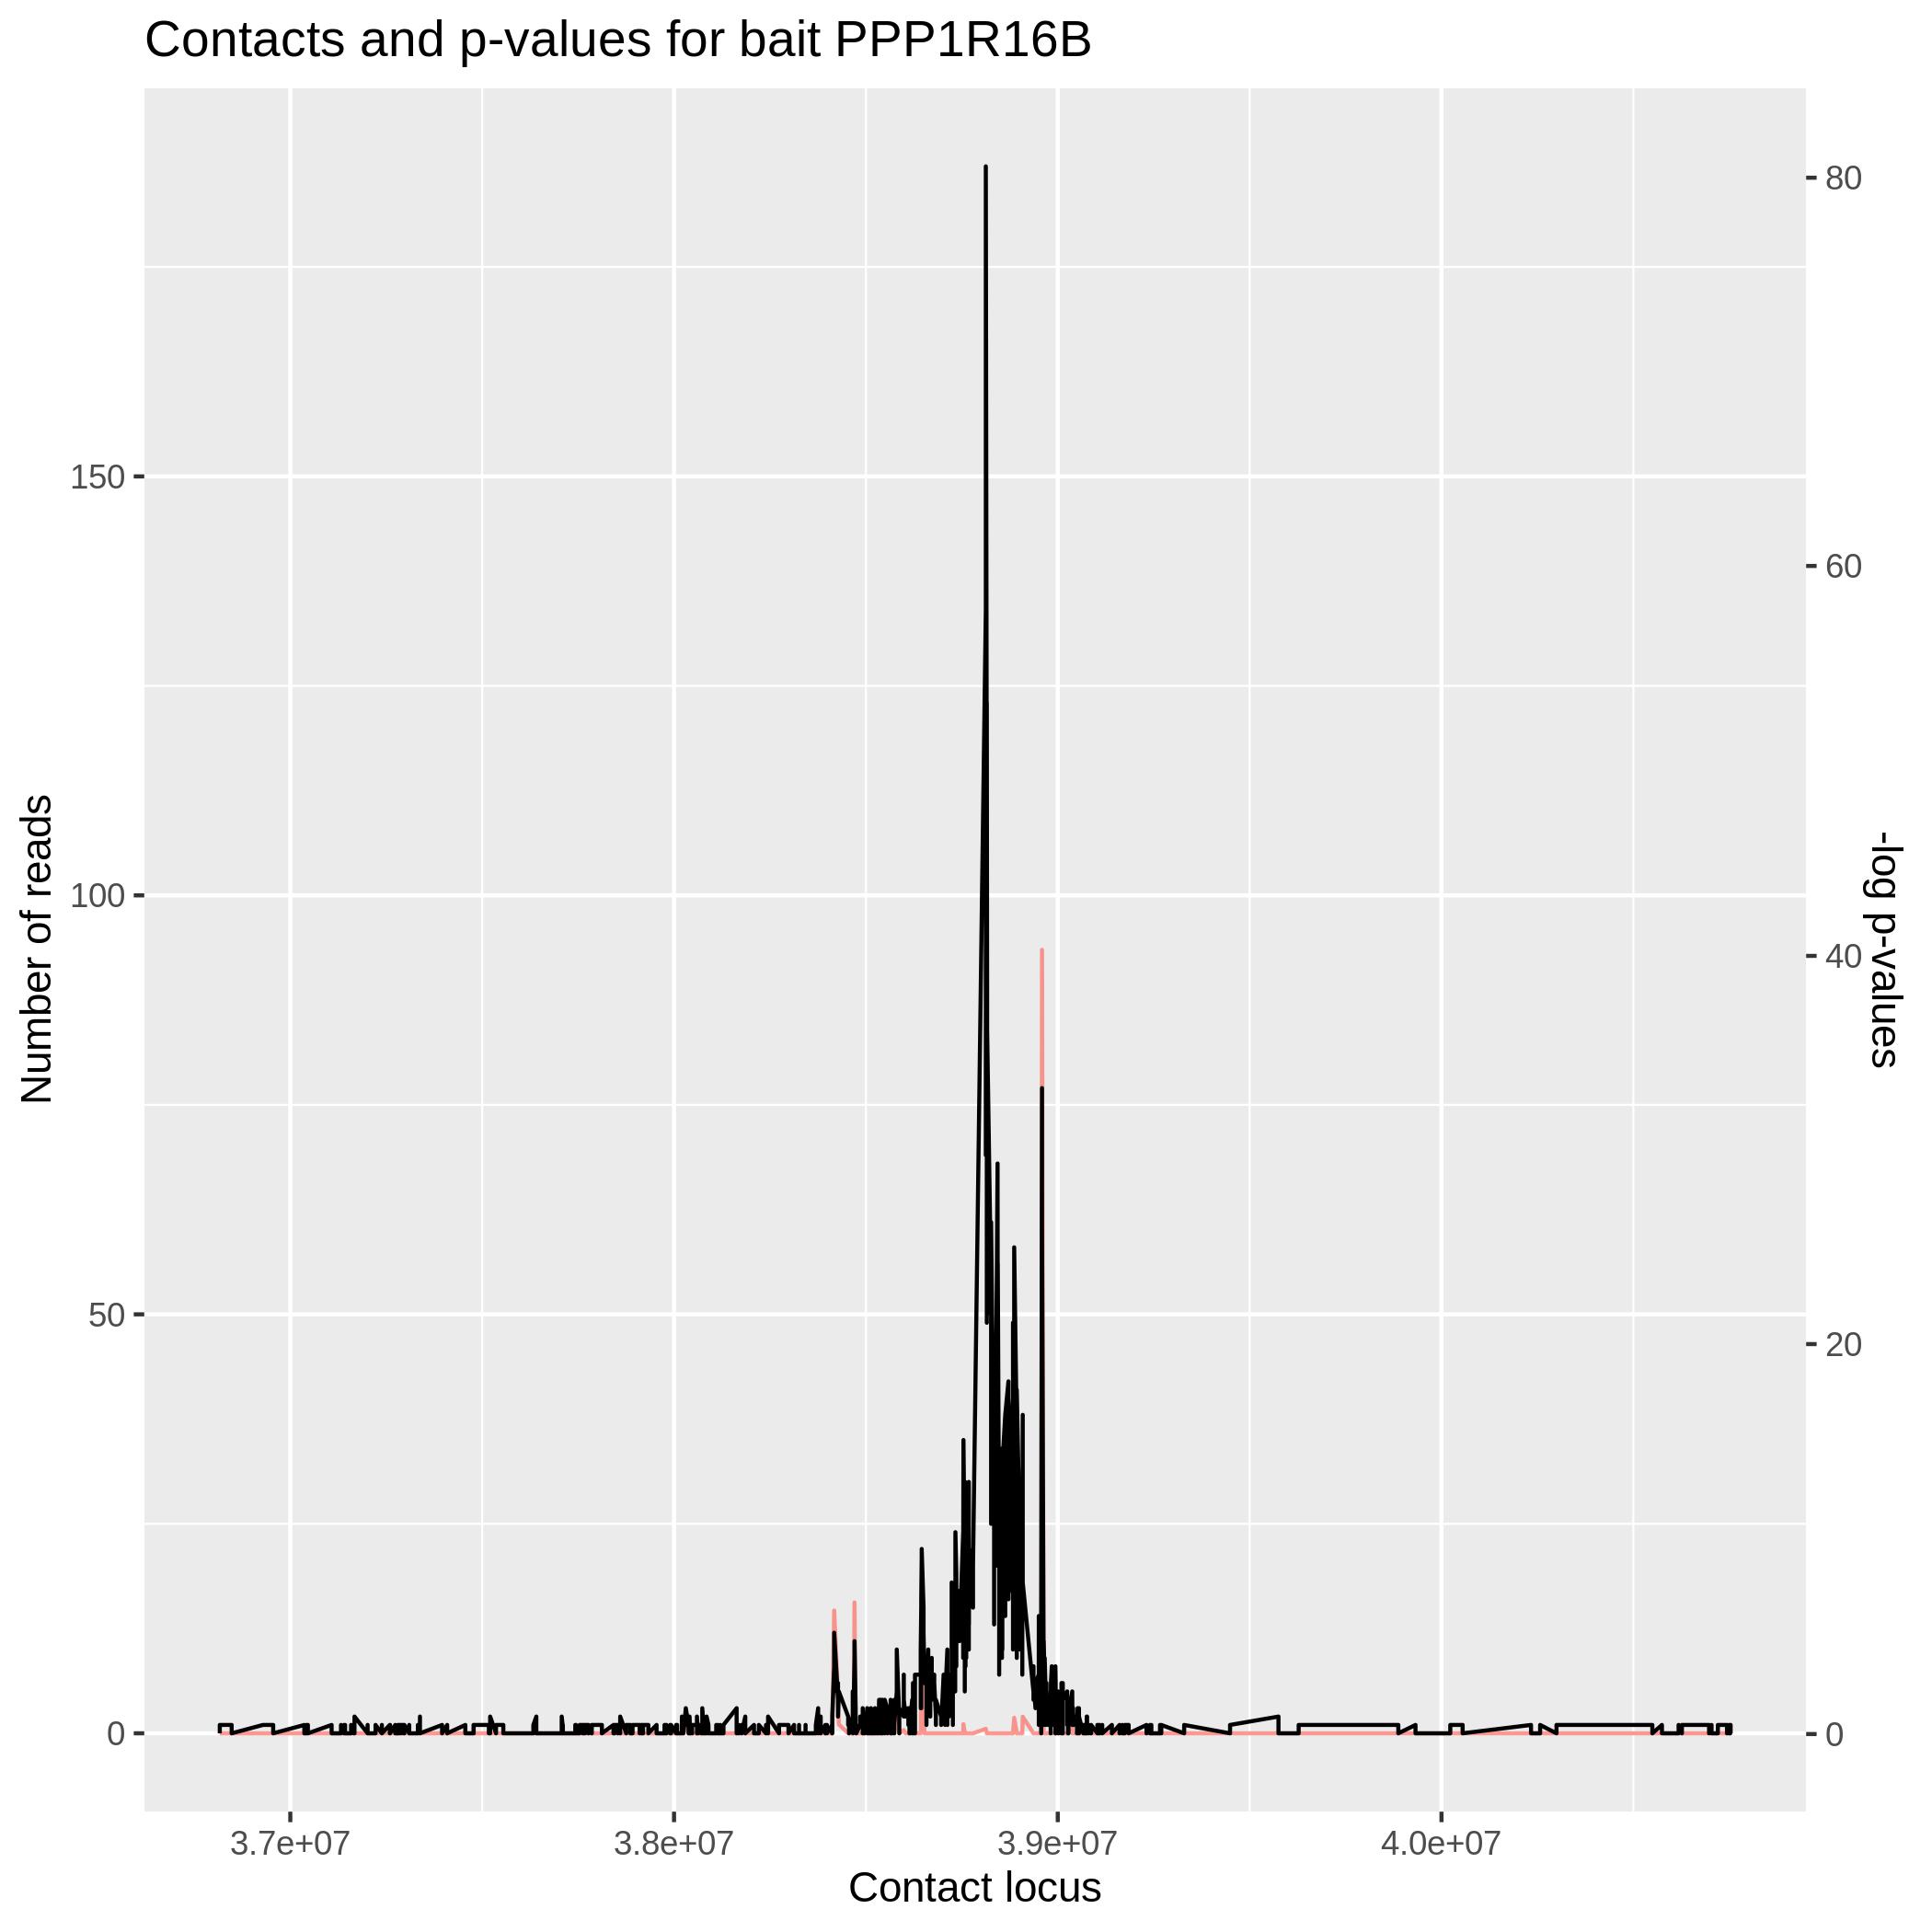 Contacts and p-values for bait PPP1R16B
Number of reads
150
100
50
0
80
60
40
20
0
-log p-values
3.7e+07
3.8e+07
3.9e+07
4.0e+07
Contact locus